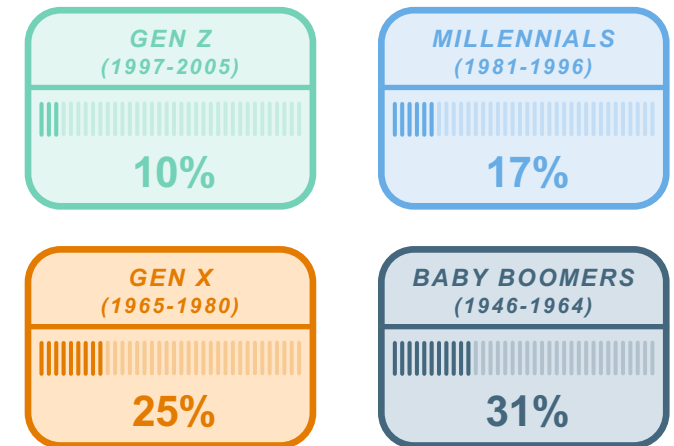 GEN Z
(1997-2005)
10%
MILLENNIALS
(1981-1996)
17%
GEN X
(1965-1980)
25%
BABY BOOMERS
(1946-1964)
31%